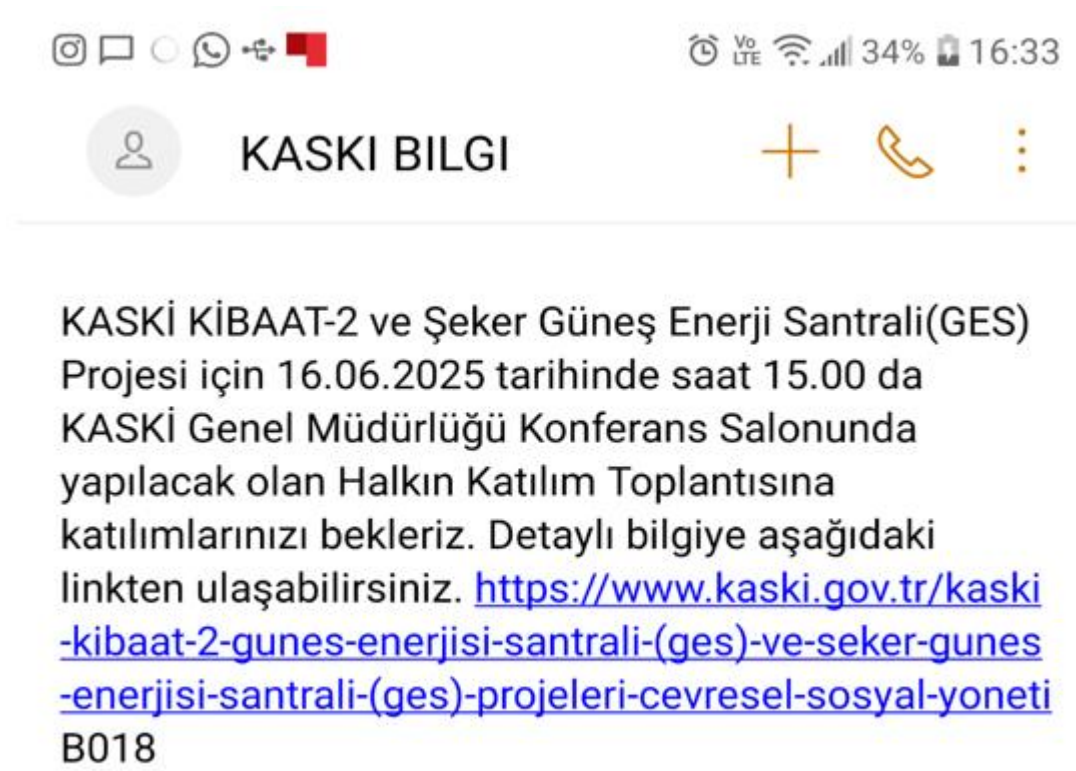 Vo
LTE
34% 16:33
KASKI BILGI
KASKİ KİBAAT-2 ve Şeker Güneş Enerji Santrali(GES)
Projesi için 16.06.2025 tarihinde saat 15.00 da
KASKİ Genel Müdürlüğü Konferans Salonunda
yapılacak olan Halkın Katılım Toplantısına
katılımlarınızı bekleriz. Detaylı bilgiye aşağıdaki
linkten ulaşabilirsiniz. https://www.kaski.gov.tr/kaski
-kibaat-2-gunes-enerjisi-santrali-(ges)-ve-seker-gunes
-enerjisi-santrali-(ges)-projeleri-cevresel-sosyal-yoneti
B018